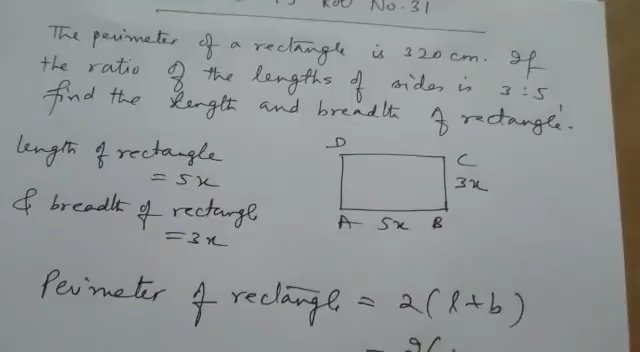 No. 31
The perimeter of a rectangle is 320 cm. If
the ratio of the lengths of sides is 3:5
find the length and breadth of rectangle.
length of rectangle
= 5x
& breadth of rectangl
= 3x
D
C
3x
A 5x B
Perimeter of rectangle = 2(l+b)
= 2(